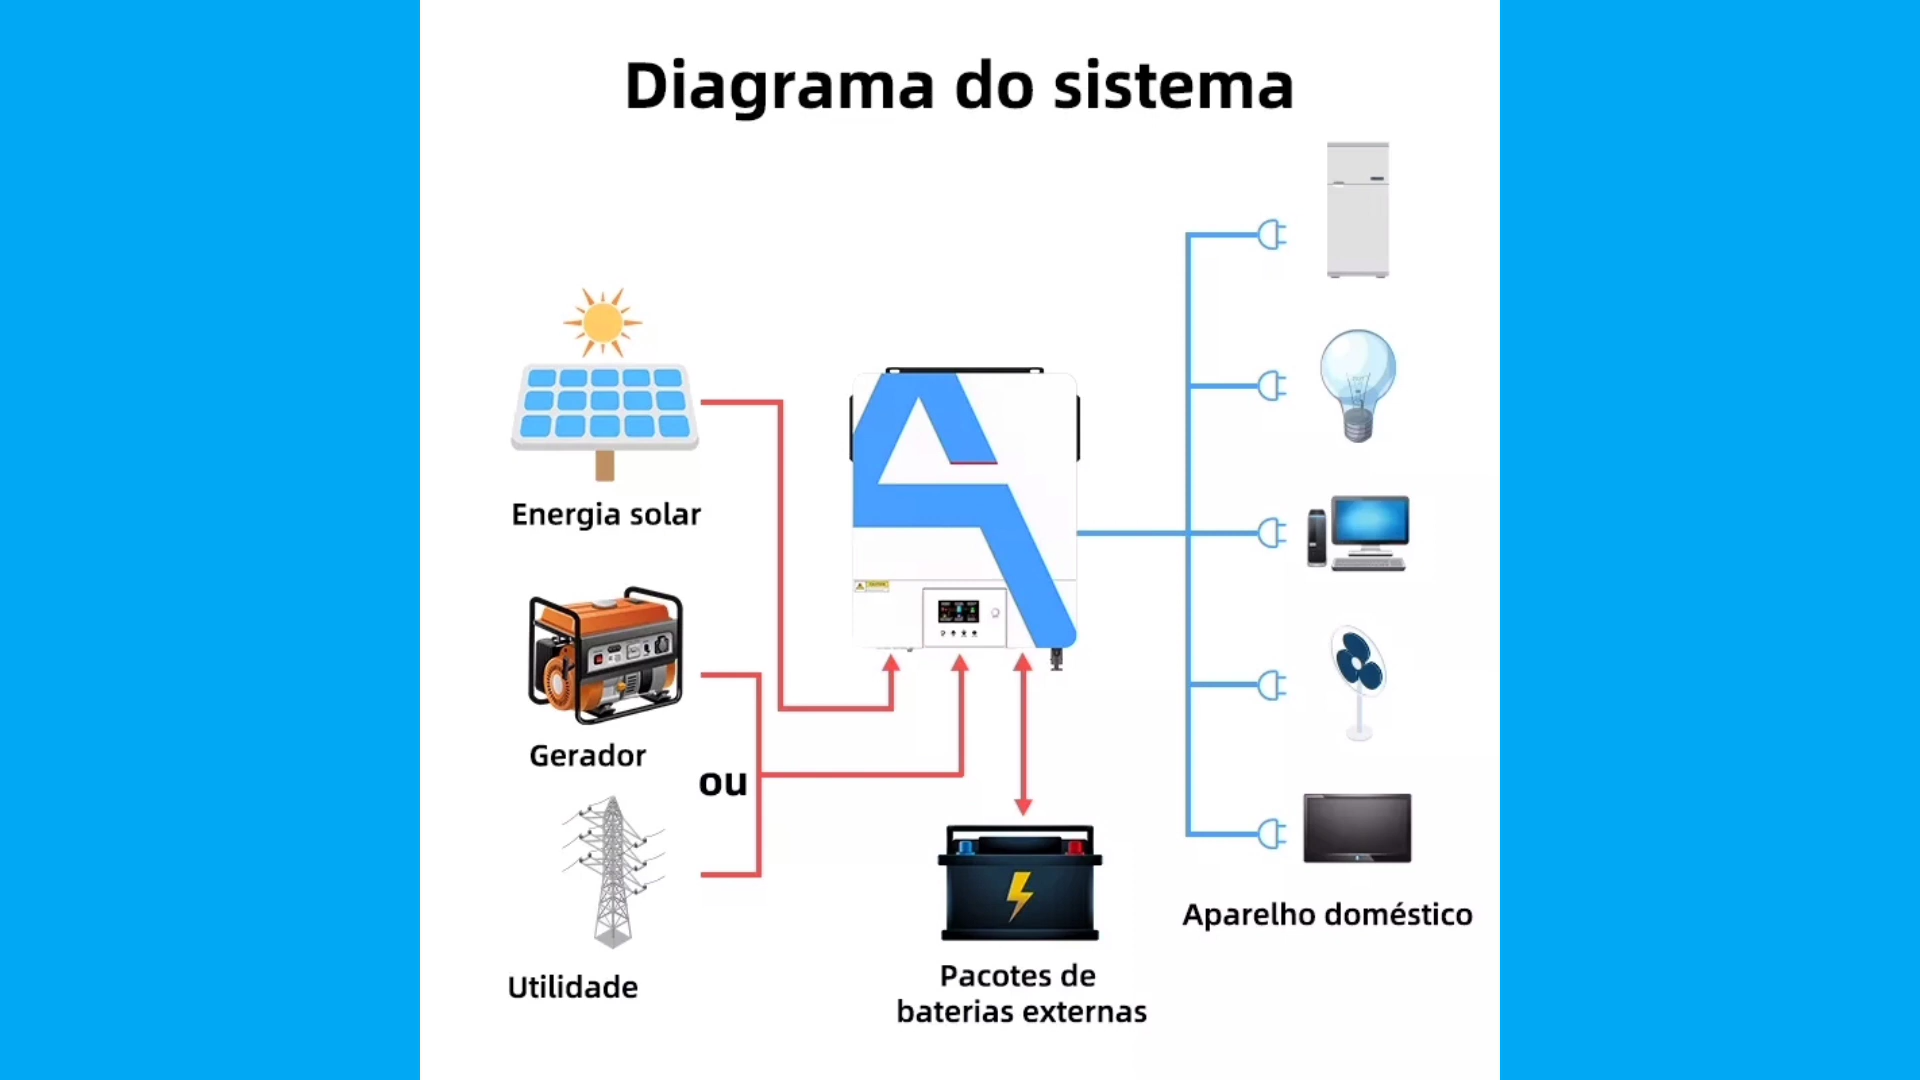 Diagrama do sistema
Energia solar
Gerador
ou
Utilidade
Pacotes de
baterias externas
Aparelho doméstico